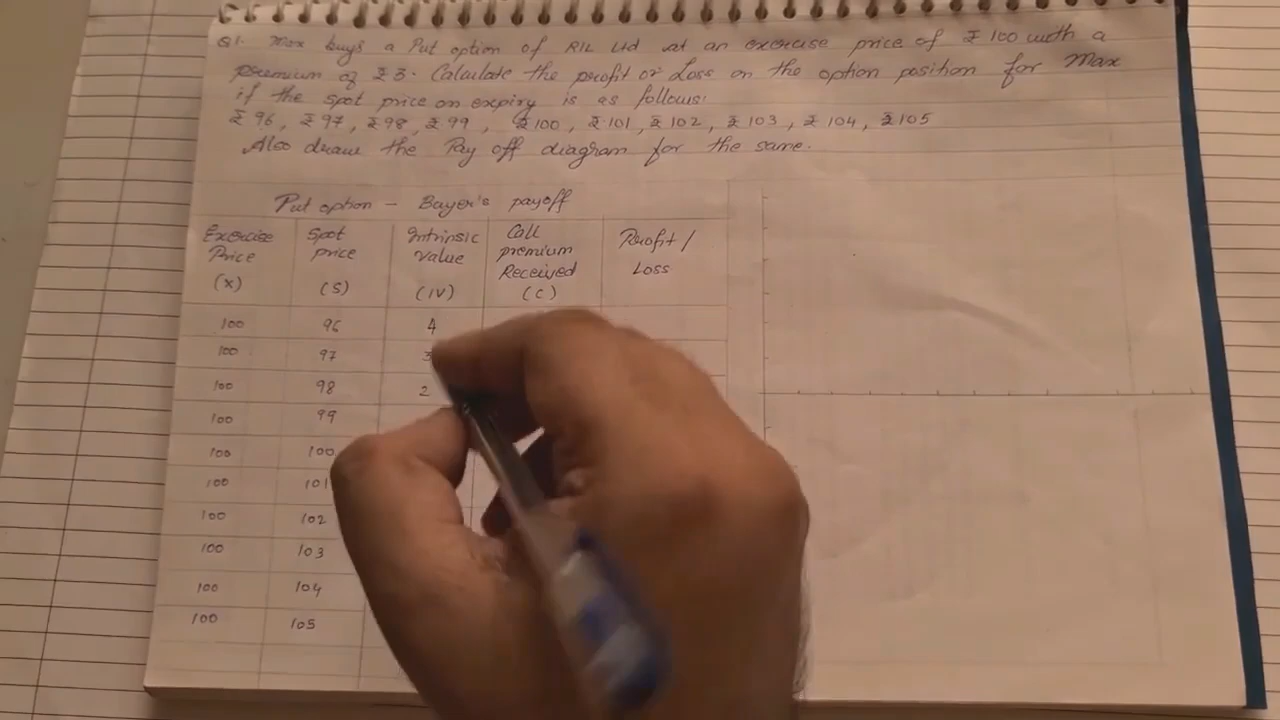 Q1. Max buys a Put option of RIL Ltd at an exercise price of ₹ 100 with a
premium of ₹ 3. Calculate the profit or Loss on the option position for Max
if the spot price on expiry is as follows:
₹ 96, ₹ 97, ₹ 98, ₹ 99, ₹ 100, ₹ 101, ₹ 102, ₹ 103, ₹ 104, ₹ 105
Also draw the Pay off diagram for the same.
Put option - Buyer's payoff
Exercise Price (X) Spot price (S) Intrinsic Value (IV) Call premium Received (C) Profit / Loss
100 96 4
100 97 3
100 98 2
100 99
100 100
100 101
100 102
100 103
100 104
100 105